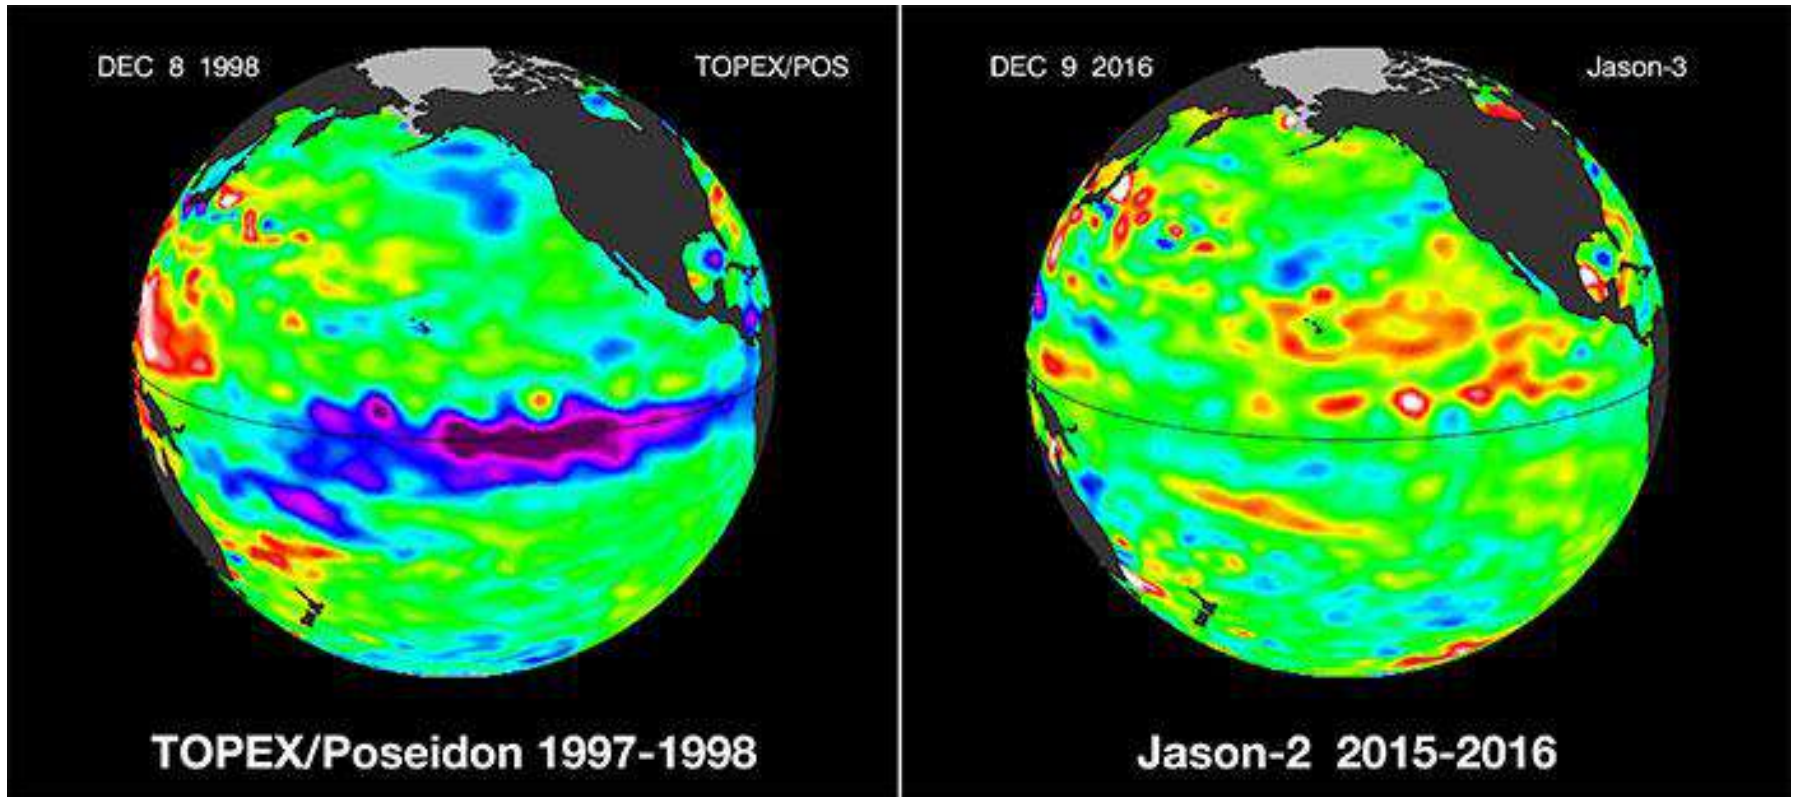 DEC 8 1998
TOPEX/POS
TOPEX/Poseidon 1997-1998
DEC 9 2016
Jason-3
Jason-2 2015-2016